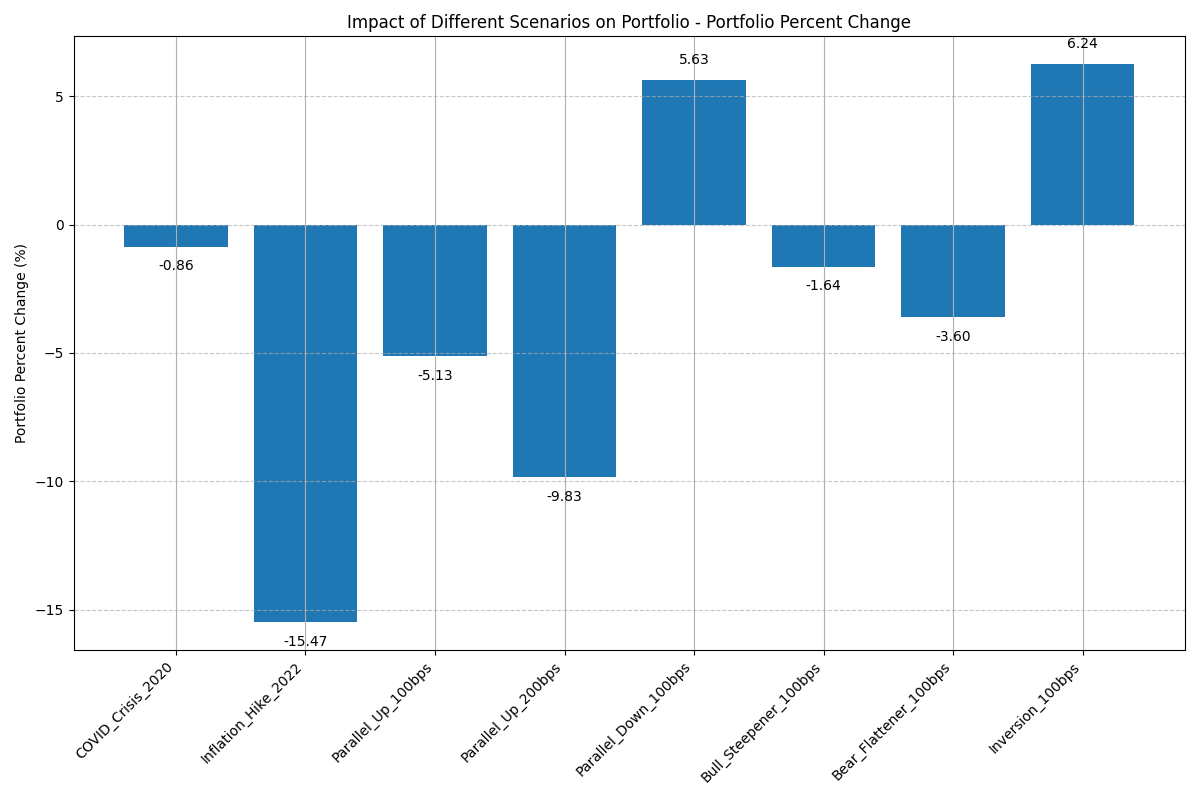 Impact of Different Scenarios on Portfolio - Portfolio Percent Change
Portfolio Percent Change (%)
5
0
−5
−10
−15
-0.86
-15.47
-5.13
-9.83
5.63
-1.64
-3.60
6.24
COVID_Crisis_2020
Inflation_Hike_2022
Parallel_Up_100bps
Parallel_Up_200bps
Parallel_Down_100bps
Bull_Steepener_100bps
Bear_Flattener_100bps
Inversion_100bps